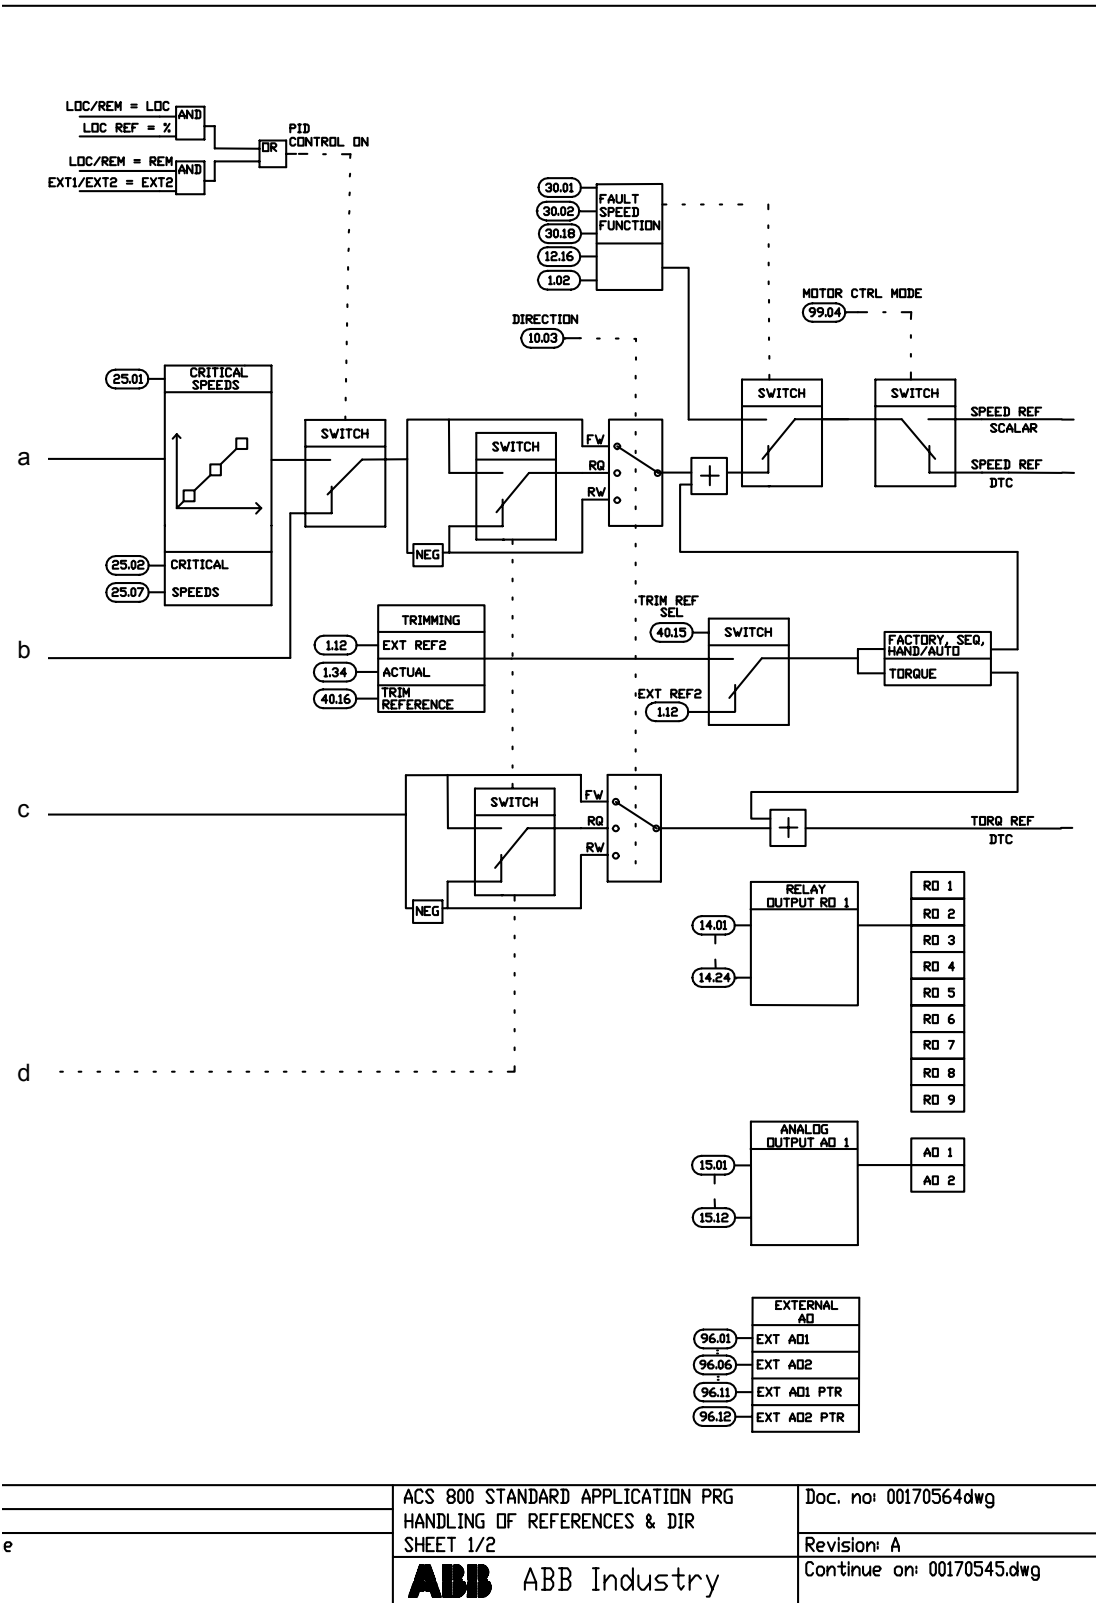 LOC/REM = LOC
AND
LOC REF = %
OR
PID
CONTROL ON
LOC/REM = REM
AND
EXT1/EXT2 = EXT2
30.01
30.02
30.18
12.16
1.02
FAULT
SPEED
FUNCTION
DIRECTION
10.03
MOTOR CTRL MODE
99.04
25.01
CRITICAL
SPEEDS
SWITCH
SWITCH
FW
RQ
RW
NEG
SWITCH
SWITCH
SPEED REF
SCALAR
SPEED REF
DTC
a
25.02
CRITICAL
25.07
SPEEDS
b
TRIMMING
1.12
EXT REF2
1.34
ACTUAL
40.16
TRIM
REFERENCE
TRIM REF
SEL
40.15
SWITCH
EXT REF2
1.12
FACTORY, SEQ,
HAND/AUTO
TORQUE
c
SWITCH
FW
RQ
RW
NEG
TORQ REF
DTC
RELAY
OUTPUT RO 1
14.01
14.24
RO 1
RO 2
RO 3
RO 4
RO 5
RO 6
RO 7
RO 8
RO 9
d
ANALOG
OUTPUT AO 1
15.01
15.12
AO 1
AO 2
EXTERNAL
AO
96.01
EXT AO1
96.06
EXT AO2
96.11
EXT AO1 PTR
96.12
EXT AO2 PTR
e
ACS 800 STANDARD APPLICATION PRG
HANDLING OF REFERENCES & DIR
SHEET 1/2
ABB ABB Industry
Doc. no: 00170564dwg
Revision: A
Continue on: 00170545.dwg